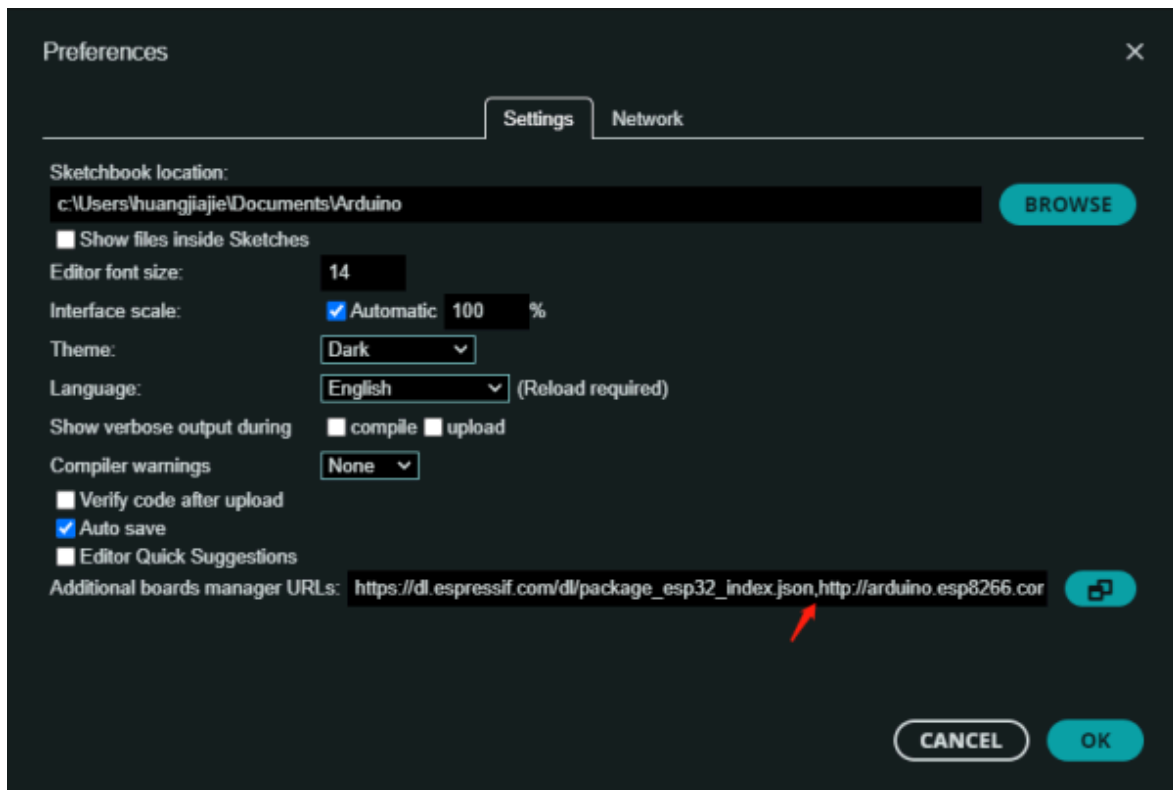 Preferences
Settings Network
Sketchbook location:
c:\Users\huangjiajie\Documents\Arduino BROWSE
Show files inside Sketches
Editor font size: 14
Interface scale: Automatic 100 %
Theme: Dark
Language: English (Reload required)
Show verbose output during compile upload
Compiler warnings None
Verify code after upload
Auto save
Editor Quick Suggestions
Additional boards manager URLs: https://dl.espressif.com/dl/package_esp32_index.json,http://arduino.esp8266.cor
CANCEL OK